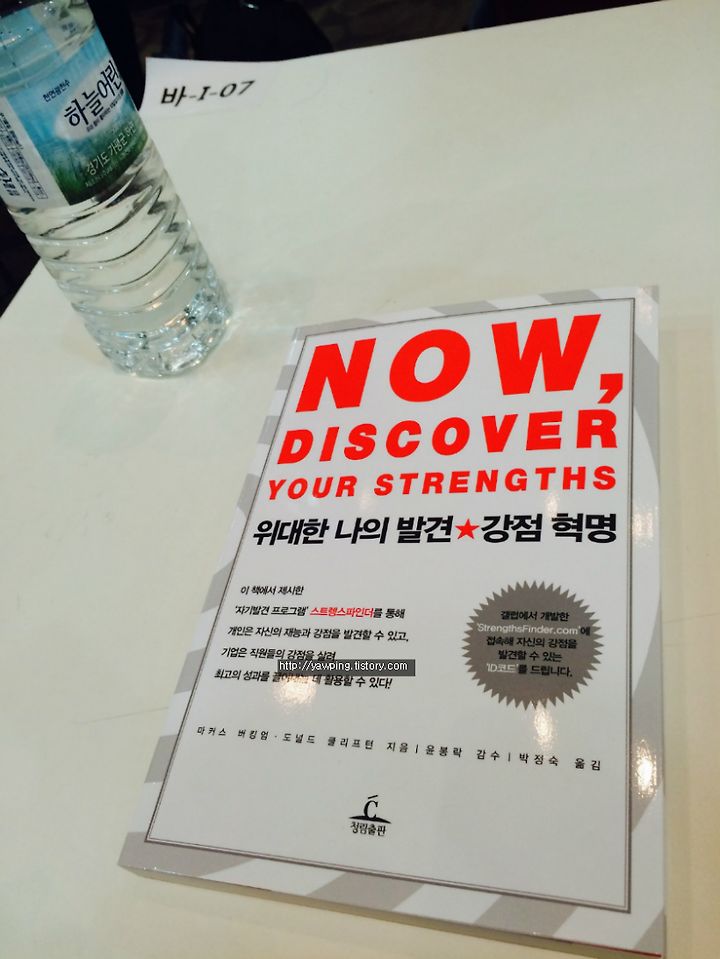 천연광천수
하늘어린
경기도 가평군
바-I-07
NOW,
DISCOVER
YOUR STRENGTHS
위대한 나의 발견★강점 혁명
이 책에서 제시한
'자기발견 프로그램' 스트렝스파인더를 통해
개인은 자신의 재능과 강점을 발견할 수 있고,
기업은 직원들의 강점을 살려
최고의 성과를 데 활용할 수 있다!
http://yawping.tistory.com
갤럽에서 개발한
'StrengthsFinder.com'에
접속해 자신의 강점을
발견할 수 있는
'ID코드'를 드립니다.
마커스 버킹엄 · 도널드 클리프턴 지음 | 윤봉락 감수 | 박정숙 옮김
Ć
청림출판